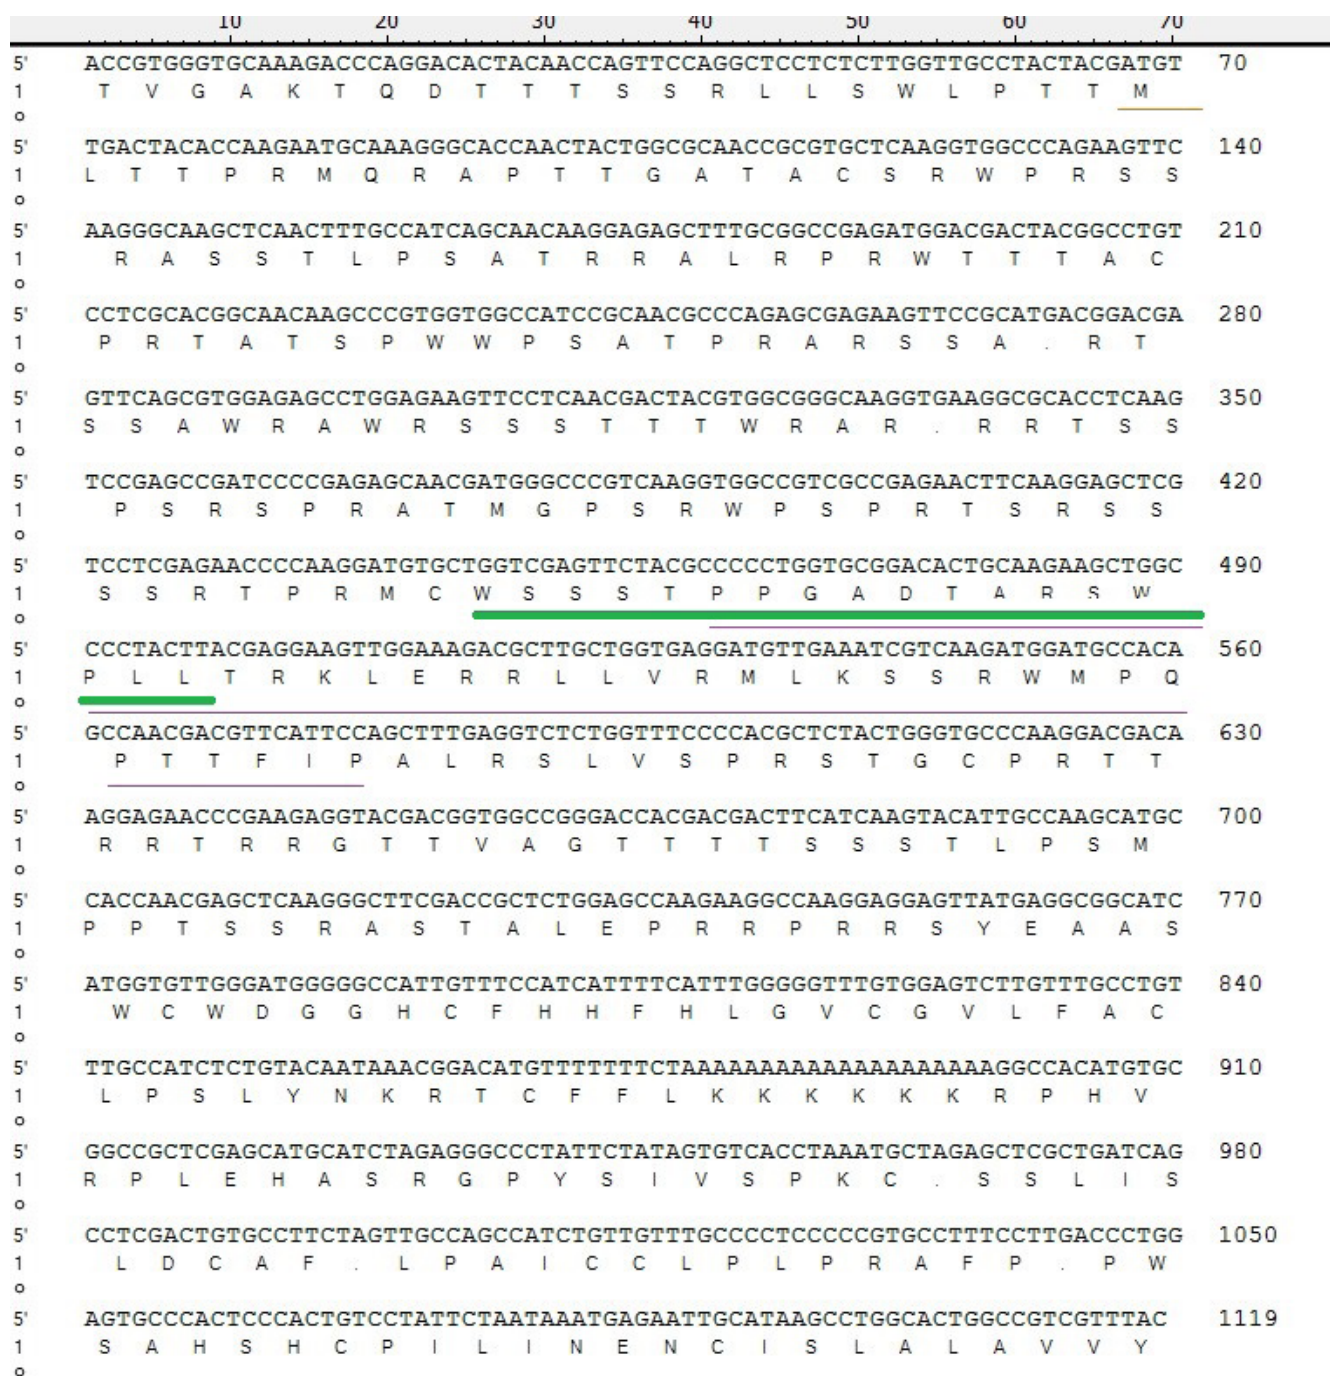 10 20 30 40 50 60 70
5' ACCGTGGGTGCAAAGACCCAGGACACTACAACCAGTTCCAGGCTCCTCTCTTGGTTGCCTACTACGATGT 70
1 T V G A K T Q D T T T S S R L L S W L P T T M
o
5' TGACTACACCAAGAATGCAAAGGGCACCAACTACTGGCGCAACCGCGTGCTCAAGGTGGCCCAGAAGTTC 140
1 L T T P R M Q R A P T T G A T A C S R W P R S S
o
5' AAGGGCAAGCTCAACTTTGCCATCAGCAACAAGGAGAGCTTTGCGGCCGAGATGGACGACTACGGCCTGT 210
1 R A S S T L P S A T R R A L R P R W T T T A C
o
5' CCTCGCACGGCAACAAGCCCGTGGTGGCCATCCGCAACGCCCAGAGCGAGAAGTTCCGCATGACGGACGA 280
1 P R T A T S P W W P S A T P R A R S S A . R T
o
5' GTTCAGCGTGGAGAGCCTGGAGAAGTTCCTCAACGACTACGTGGCGGGCAAGGTGAAGGCGCACCTCAAG 350
1 S S A W R A W R S S S T T T W R A R . R R T S S
o
5' TCCGAGCCGATCCCCGAGAGCAACGATGGGCCCGTCAAGGTGGCCGTCGCCGAGAACTTCAAGGAGCTCG 420
1 P S R S P R A T M G P S R W P S P R T S R S S
o
5' TCCTCGAGAACCCCAAGGATGTGCTGGTCGAGTTCTACGCCCCCTGGTGCGGACACTGCAAGAAGCTGGC 490
1 S S R T P R M C W S S S T P P G A D T A R S W
o
5' CCCTACTTACGAGGAAGTTGGAAAGACGCTTGCTGGTGAGGATGTTGAAATCGTCAAGATGGATGCCACA 560
1 P L L T R K L E R R L L V R M L K S S R W M P Q
o
5' GCCAACGACGTTCATTCCAGCTTTGAGGTCTCTGGTTTCCCCACGCTCTACTGGGTGCCCAAGGACGACA 630
1 P T T F I P A L R S L V S P R S T G C P R T T
o
5' AGGAGAACCCGAAGAGGTACGACGGTGGCCGGGACCACGACGACTTCATCAAGTACATTGCCAAGCATGC 700
1 R R T R R G T T V A G T T T T S S S T L P S M
o
5' CACCAACGAGCTCAAGGGCTTCGACCGCTCTGGAGCCAAGAAGGCCAAGGAGGAGTTATGAGGCGGCATC 770
1 P P T S S R A S T A L E P R R P R R S Y E A A S
o
5' ATGGTGTTGGGATGGGGGCCATTGTTTCCATCATTTTCATTTGGGGGTTTGTGGAGTCTTGTTTGCCTGT 840
1 W C W D G G H C F H H F H L G V C G V L F A C
o
5' TTGCCATCTCTGTACAATAAACGGACATGTTTTTTTCTAAAAAAAAAAAAAAAAAAAAGGCCACATGTGC 910
1 L P S L Y N K R T C F F L K K K K K K R P H V
o
5' GGCCGCTCGAGCATGCATCTAGAGGGCCCTATTCTATAGTGTCACCTAAATGCTAGAGCTCGCTGATCAG 980
1 R P L E H A S R G P Y S I V S P K C . S S L I S
o
5' CCTCGACTGTGCCTTCTAGTTGCCAGCCATCTGTTGTTTGCCCCTCCCCCGTGCCTTTCCTTGACCCTGG 1050
1 L D C A F . L P A I C C L P L P R A F P . P W
o
5' AGTGCCCACTCCCACTGTCCTATTCTAATAAATGAGAATTGCATAAGCCTGGCACTGGCCGTCGTTTAC 1119
1 S A H S H C P I L I N E N C I S L A L A V V Y
o